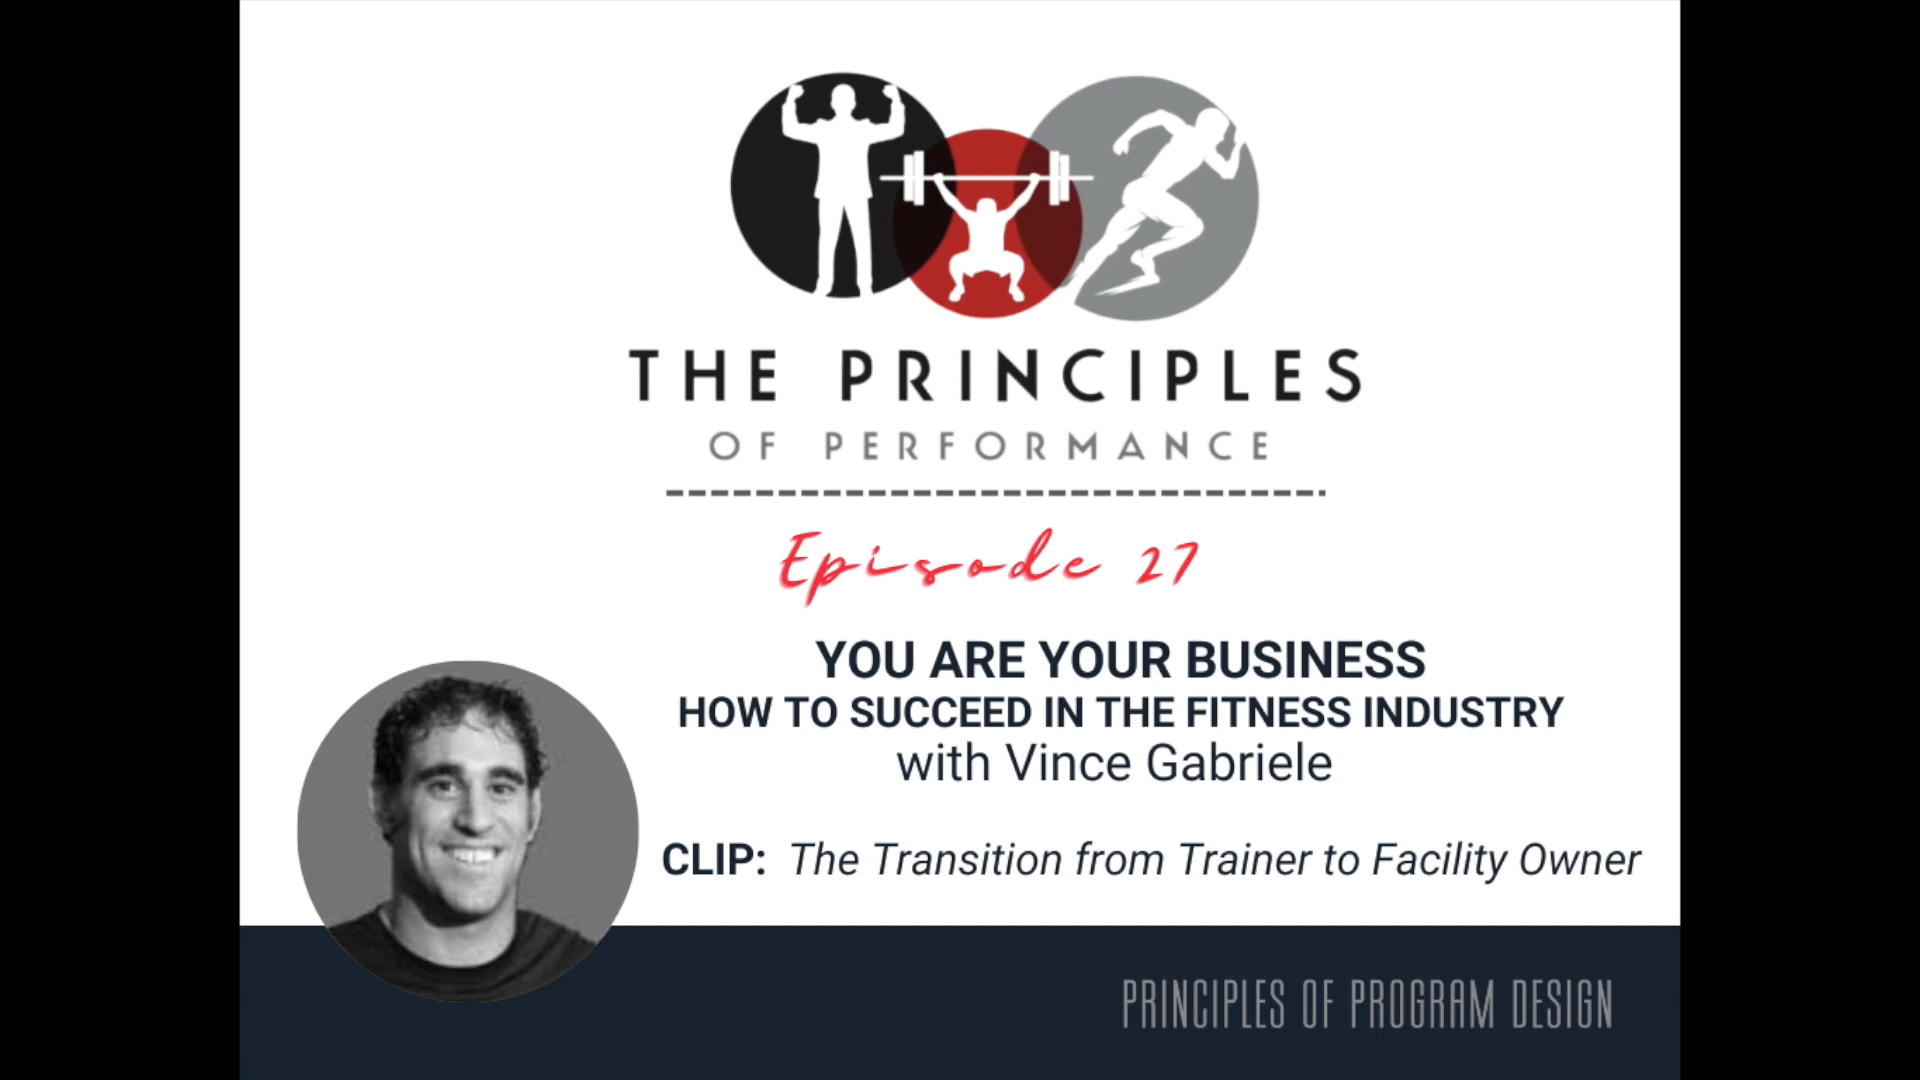 THE PRINCIPLES
OF PERFORMANCE
Episode 27
YOU ARE YOUR BUSINESS
HOW TO SUCCEED IN THE FITNESS INDUSTRY
with Vince Gabriele
CLIP: The Transition from Trainer to Facility Owner
PRINCIPLES OF PROGRAM DESIGN